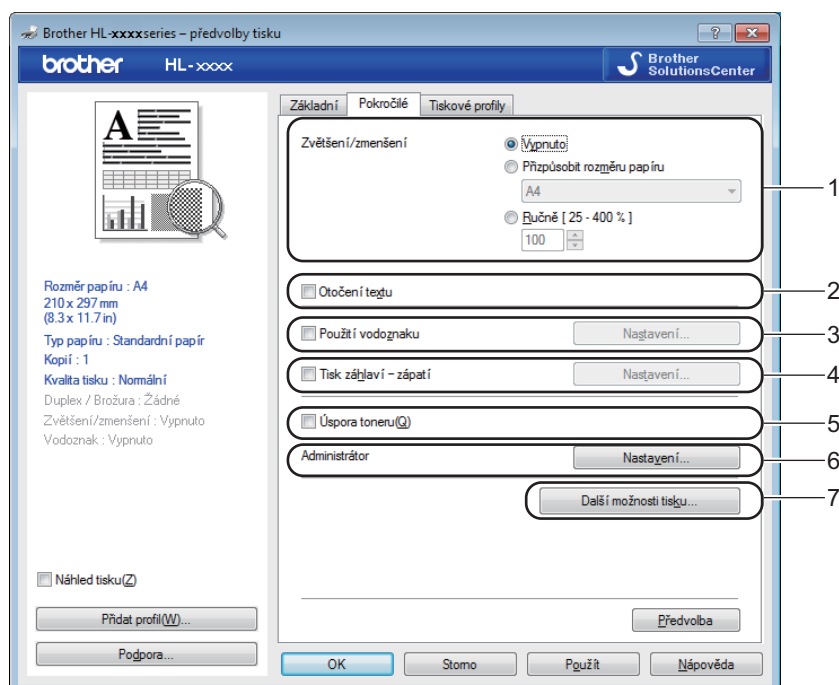 Brother HL-xxxxseries – předvolby tisku
brother HL-xxxx
Brother
SolutionsCenter
Základní Pokročilé Tiskové profily
A
Rozměr papíru : A4
210 x 297 mm
(8.3 x 11.7 in)
Typ papíru : Standardní papír
Kopií : 1
Kvalita tisku : Normální
Duplex / Brožura : Žádné
Zvětšení/zmenšení : Vypnuto
Vodoznak : Vypnuto
Náhled tisku(Z)
Přidat profil(W)...
Podpora...
Zvětšení/zmenšení
Vypnuto
Přizpůsobit rozměru papíru
A4
Ručně [ 25 - 400 % ]
100
1
Otočení textu
2
Použití vodoznaku Nastavení...
3
Tisk záhlaví – zápatí Nastavení...
4
Úspora toneru(Q)
5
Administrátor Nastavení...
6
Další možnosti tisku...
7
Předvolba
OK Storno Použít Nápověda